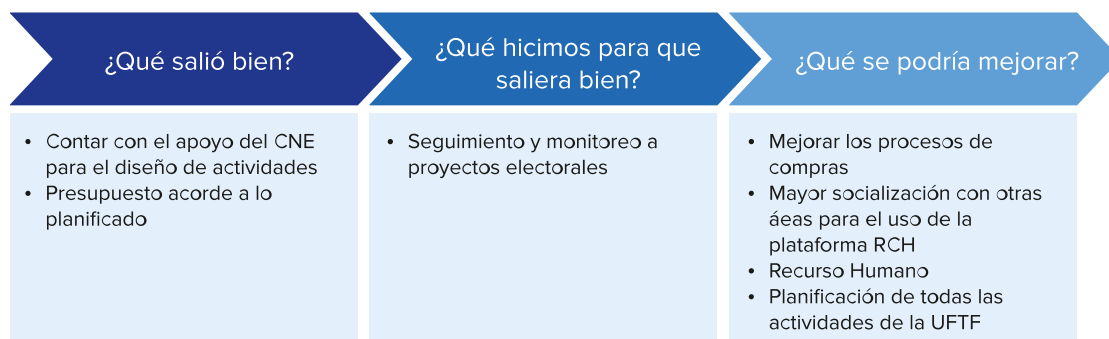 ¿Qué salió bien?
¿Qué hicimos para que
saliera bien?
¿Qué se podría mejorar?
• Contar con el apoyo del CNE
para el diseño de actividades
• Presupuesto acorde a lo
planificado
• Seguimiento y monitoreo a
proyectos electorales
• Mejorar los procesos de
compras
• Mayor socialización con otras
áeas para el uso de la
plataforma RCH
• Recurso Humano
• Planificación de todas las
actividades de la UFTF